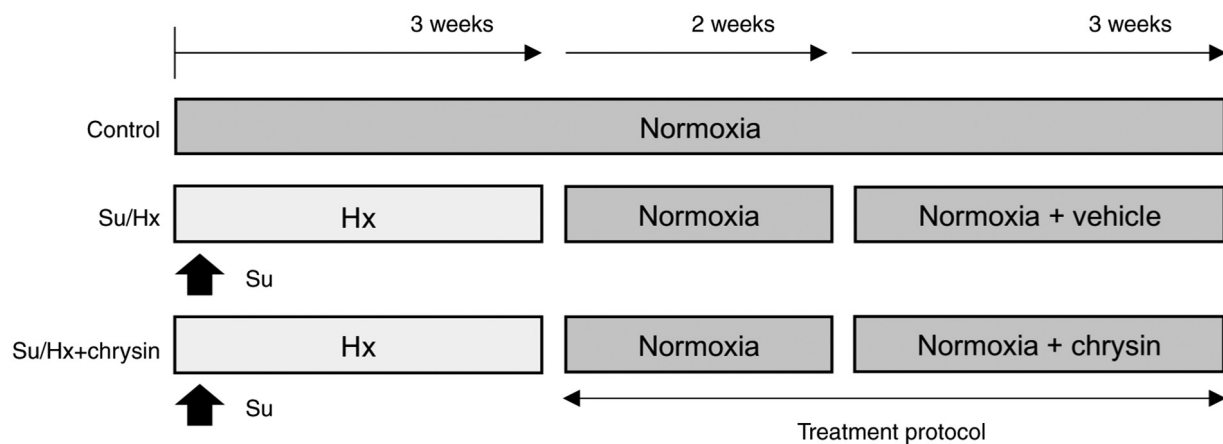 3 weeks 2 weeks 3 weeks
Control Normoxia
Su/Hx Hx Normoxia Normoxia + vehicle
Su
Su/Hx+chrysin Hx Normoxia Normoxia + chrysin
Su
Treatment protocol